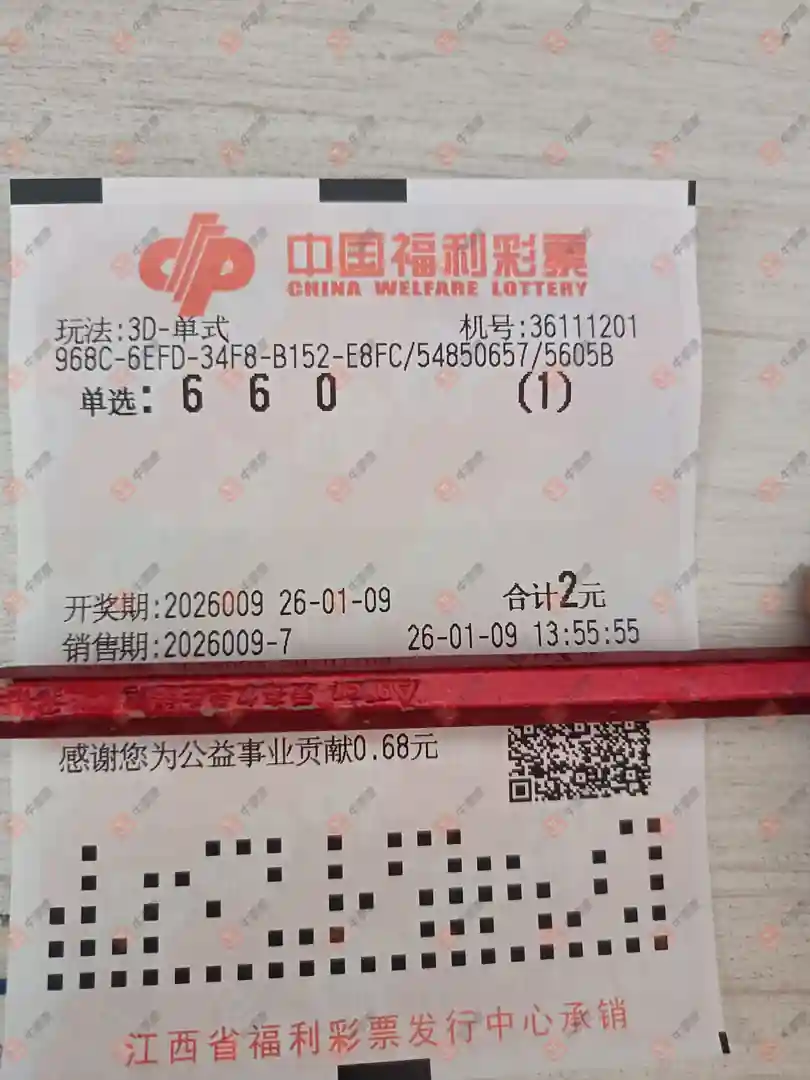 中国福利彩票
CHINA WELFARE LOTTERY
玩法:3D-单式 机号:36111201
968C-6EFD-34F8-B152-E8FC/54850657/5605B
单选: 6 6 0 (1)
开奖期:2026009 26-01-09 合计2元
销售期:2026009-7 26-01-09 13:55:55
感谢您为公益事业贡献0.68元
江西省福利彩票发行中心承销